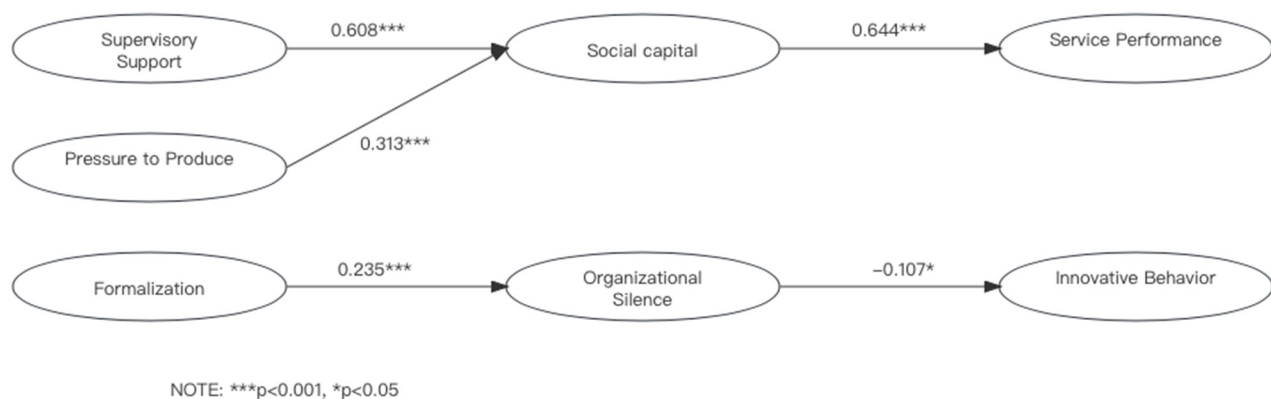 0.608***
0.644***
Supervisory
Support
Social capital
Service Performance
Pressure to Produce
0.313***
0.235***
−0.107*
Formalization
Organizational
Silence
Innovative Behavior
NOTE: ***p<0.001, *p<0.05